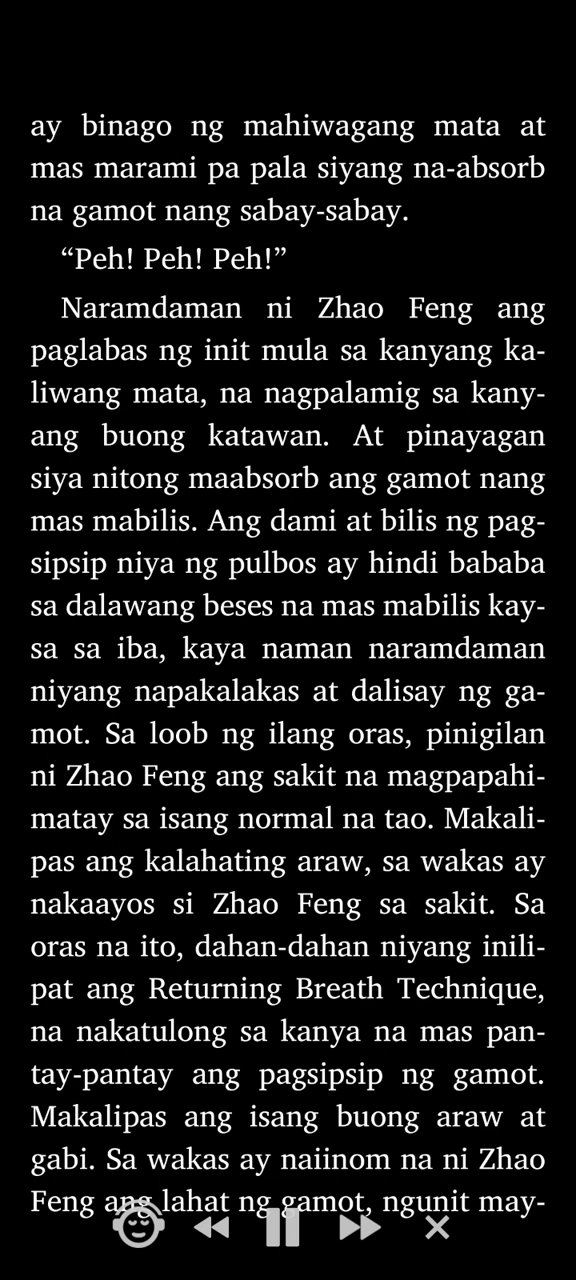 ay binago ng mahiwagang mata at
mas marami pa pala siyang na-absorb
na gamot nang sabay-sabay.
“Peh! Peh! Peh!”
Naramdaman ni Zhao Feng ang
paglabas ng init mula sa kanyang ka-
liwang mata, na nagpalamig sa kany-
ang buong katawan. At pinayagan
siya nitong maabsorb ang gamot nang
mas mabilis. Ang dami at bilis ng pag-
sipsip niya ng pulbos ay hindi bababa
sa dalawang beses na mas mabilis kay-
sa sa iba, kaya naman naramdaman
niyang napakalakas at dalisay ng ga-
mot. Sa loob ng ilang oras, pinigilan
ni Zhao Feng ang sakit na magpapahi-
matay sa isang normal na tao. Makali-
pas ang kalahating araw, sa wakas ay
nakaayos si Zhao Feng sa sakit. Sa
oras na ito, dahan-dahan niyang inili-
pat ang Returning Breath Technique,
na nakatulong sa kanya na mas pan-
tay-pantay ang pagsipsip ng gamot.
Makalipas ang isang buong araw at
gabi. Sa wakas ay naiinom na ni Zhao
Feng ang lahat ng gamot, ngunit may-